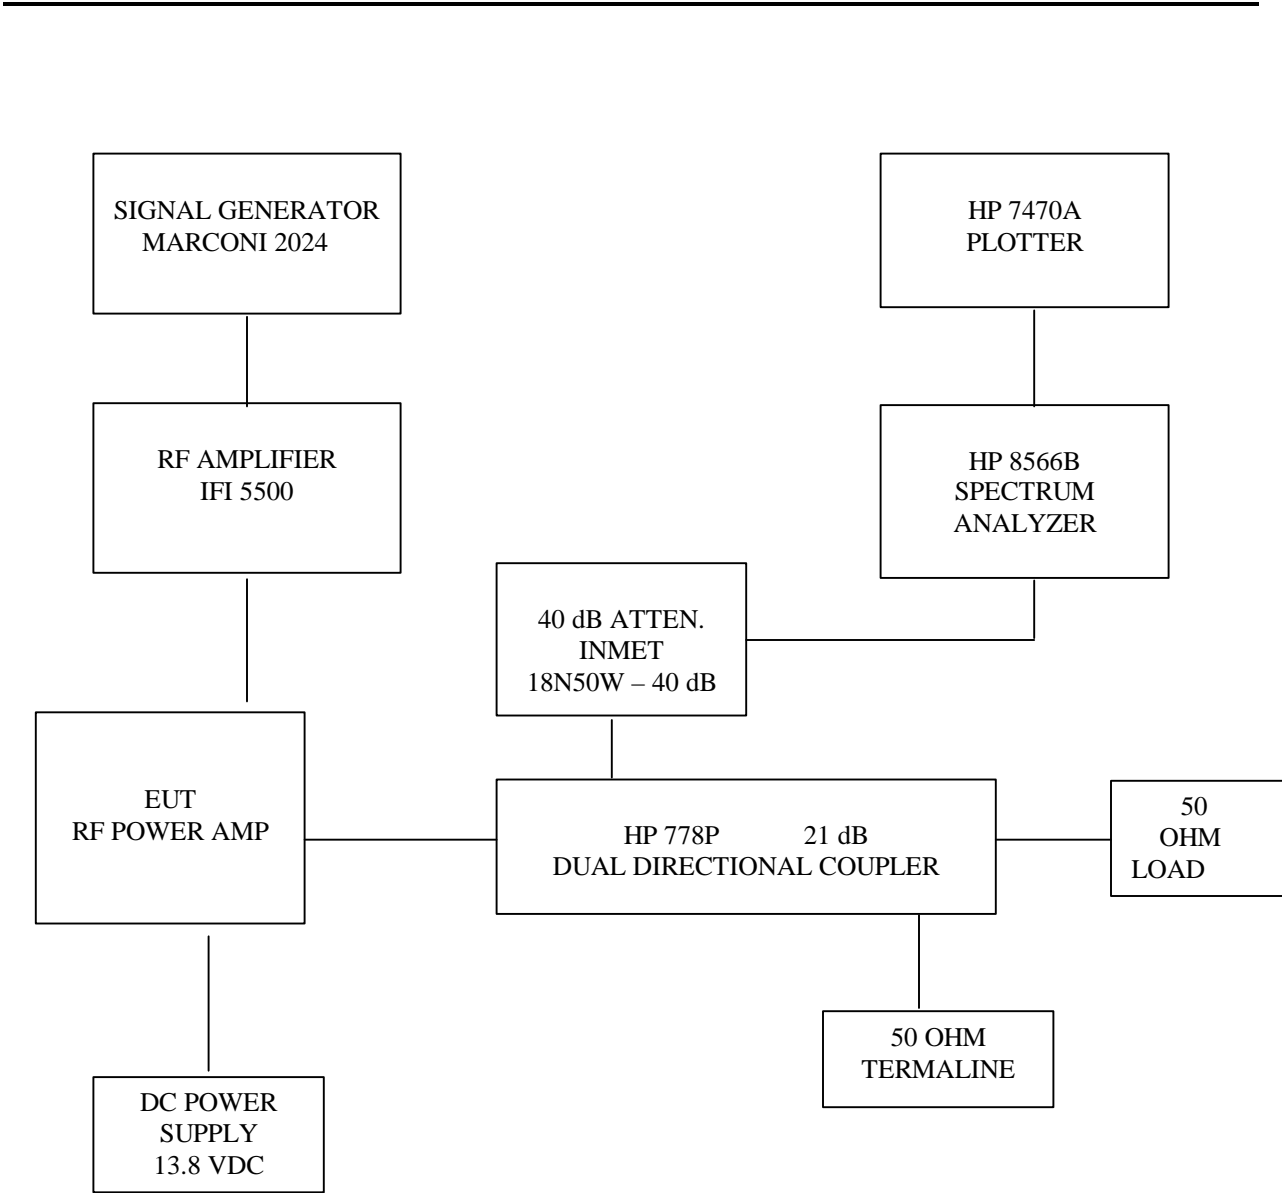 SIGNAL GENERATOR
MARCONI 2024
HP 7470A
PLOTTER
RF AMPLIFIER
IFI 5500
HP 8566B
SPECTRUM
ANALYZER
40 dB ATTEN.
INMET
18N50W – 40 dB
EUT
RF POWER AMP
HP 778P 21 dB
DUAL DIRECTIONAL COUPLER
50
OHM
LOAD
50 OHM
TERMALINE
DC POWER
SUPPLY
13.8 VDC